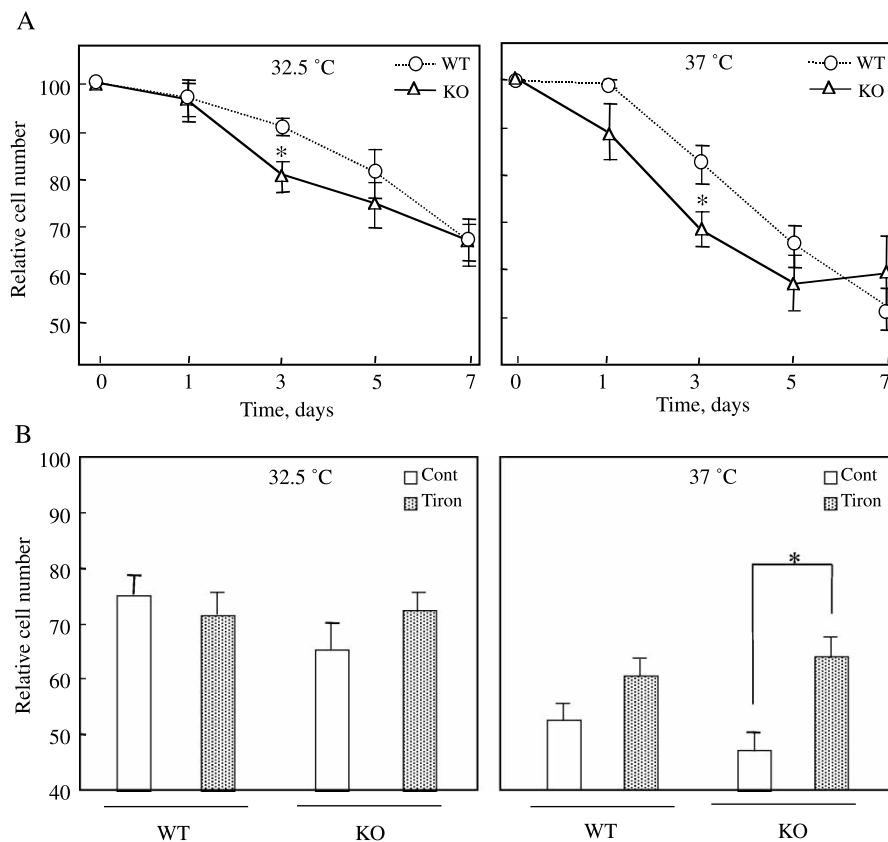 A
32.5 ˚C
WT
KO
37 ˚C
WT
KO
Relative cell number
100
90
80
70
60
50
*
*
0 1 3 5 7
0 1 3 5 7
Time, days
Time, days
B
32.5 ˚C
Cont
Tiron
37 ˚C
Cont
Tiron
*
Relative cell number
100
90
80
70
60
50
40
WT KO
WT KO